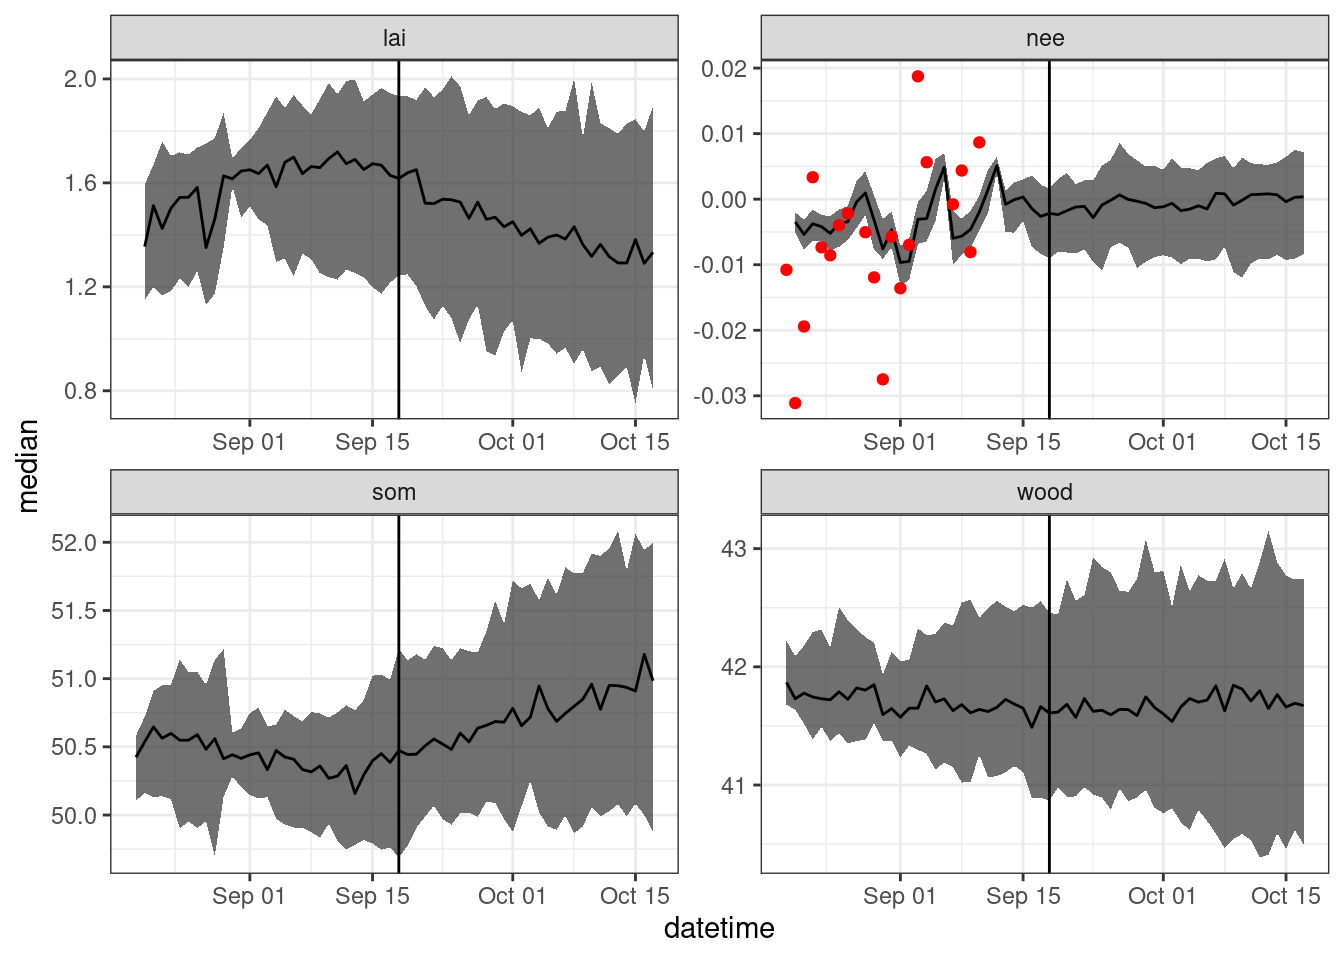 lai
nee
2.0
1.6
1.2
0.8
0.02
0.01
0.00
-0.01
-0.02
-0.03
Sep 01 Sep 15 Oct 01 Oct 15
Sep 01 Sep 15 Oct 01 Oct 15
median
som
wood
52.0
51.5
51.0
50.5
50.0
43
42
41
Sep 01 Sep 15 Oct 01 Oct 15
Sep 01 Sep 15 Oct 01 Oct 15
datetime